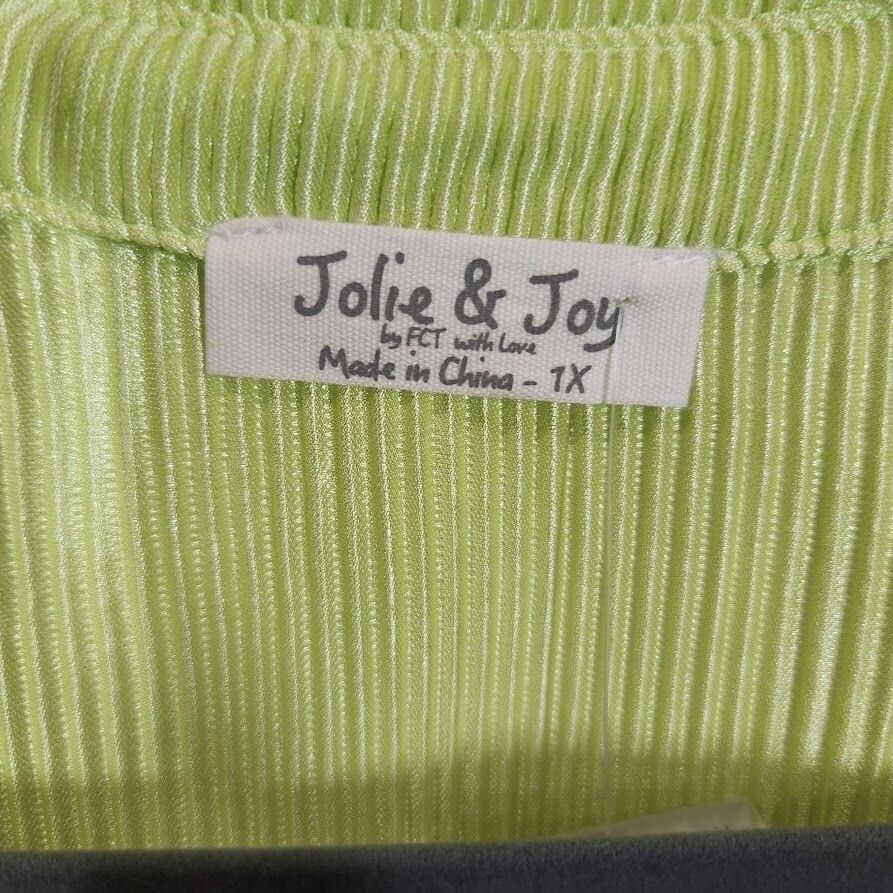 Jolie & Joy
by FCT with Love
Made in China - 1X